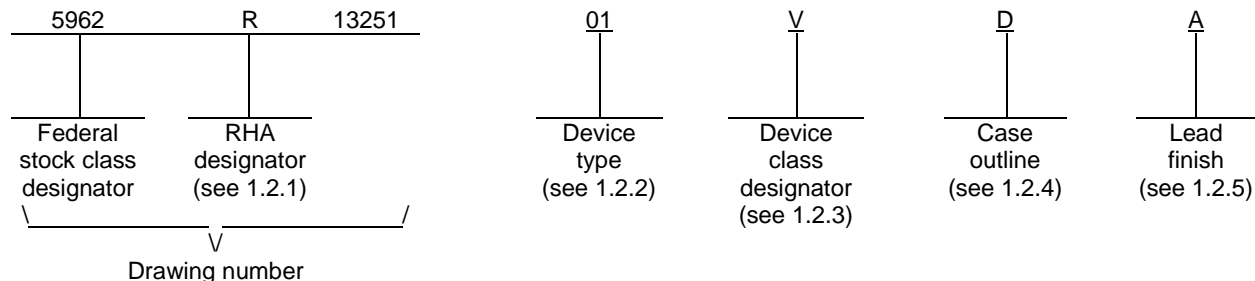 5962 R 13251 01 V D A
Federal RHA Device Device Case Lead
stock class designator type class outline finish
designator (see 1.2.1) (see 1.2.2) designator (see 1.2.4) (see 1.2.5)
(see 1.2.3)
\ /
\/
Drawing number